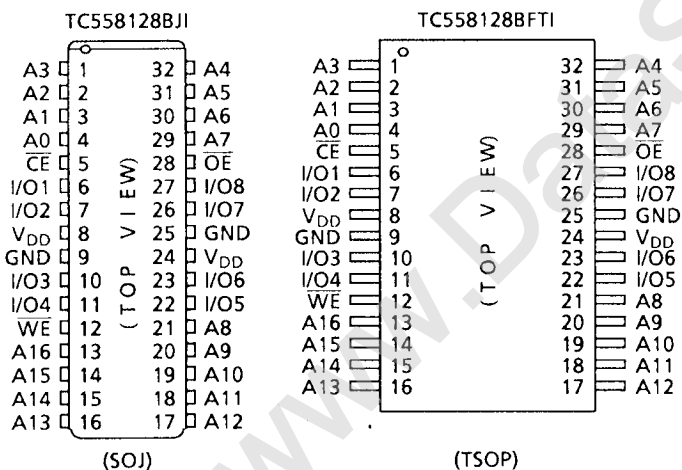 TC558128BJI
A3 1 32 A4
A2 2 31 A5
A1 3 30 A6
A0 4 29 A7
CE 5 28 OE
I/O1 6 27 I/O8
I/O2 7 26 I/O7
VDD 8 25 GND
GND 9 24 VDD
I/O3 10 23 I/O6
I/O4 11 22 I/O5
WE 12 21 A8
A16 13 20 A9
A15 14 19 A10
A14 15 18 A11
A13 16 17 A12
(TOP VIEW)
(SOJ)
TC558128BFTI
A3 1 32 A4
A2 2 31 A5
A1 3 30 A6
A0 4 29 A7
CE 5 28 OE
I/O1 6 27 I/O8
I/O2 7 26 I/O7
VDD 8 25 GND
GND 9 24 VDD
I/O3 10 23 I/O6
I/O4 11 22 I/O5
WE 12 21 A8
A16 13 20 A9
A15 14 19 A10
A14 15 18 A11
A13 16 17 A12
(TOP VIEW)
(TSOP)
www.Datas